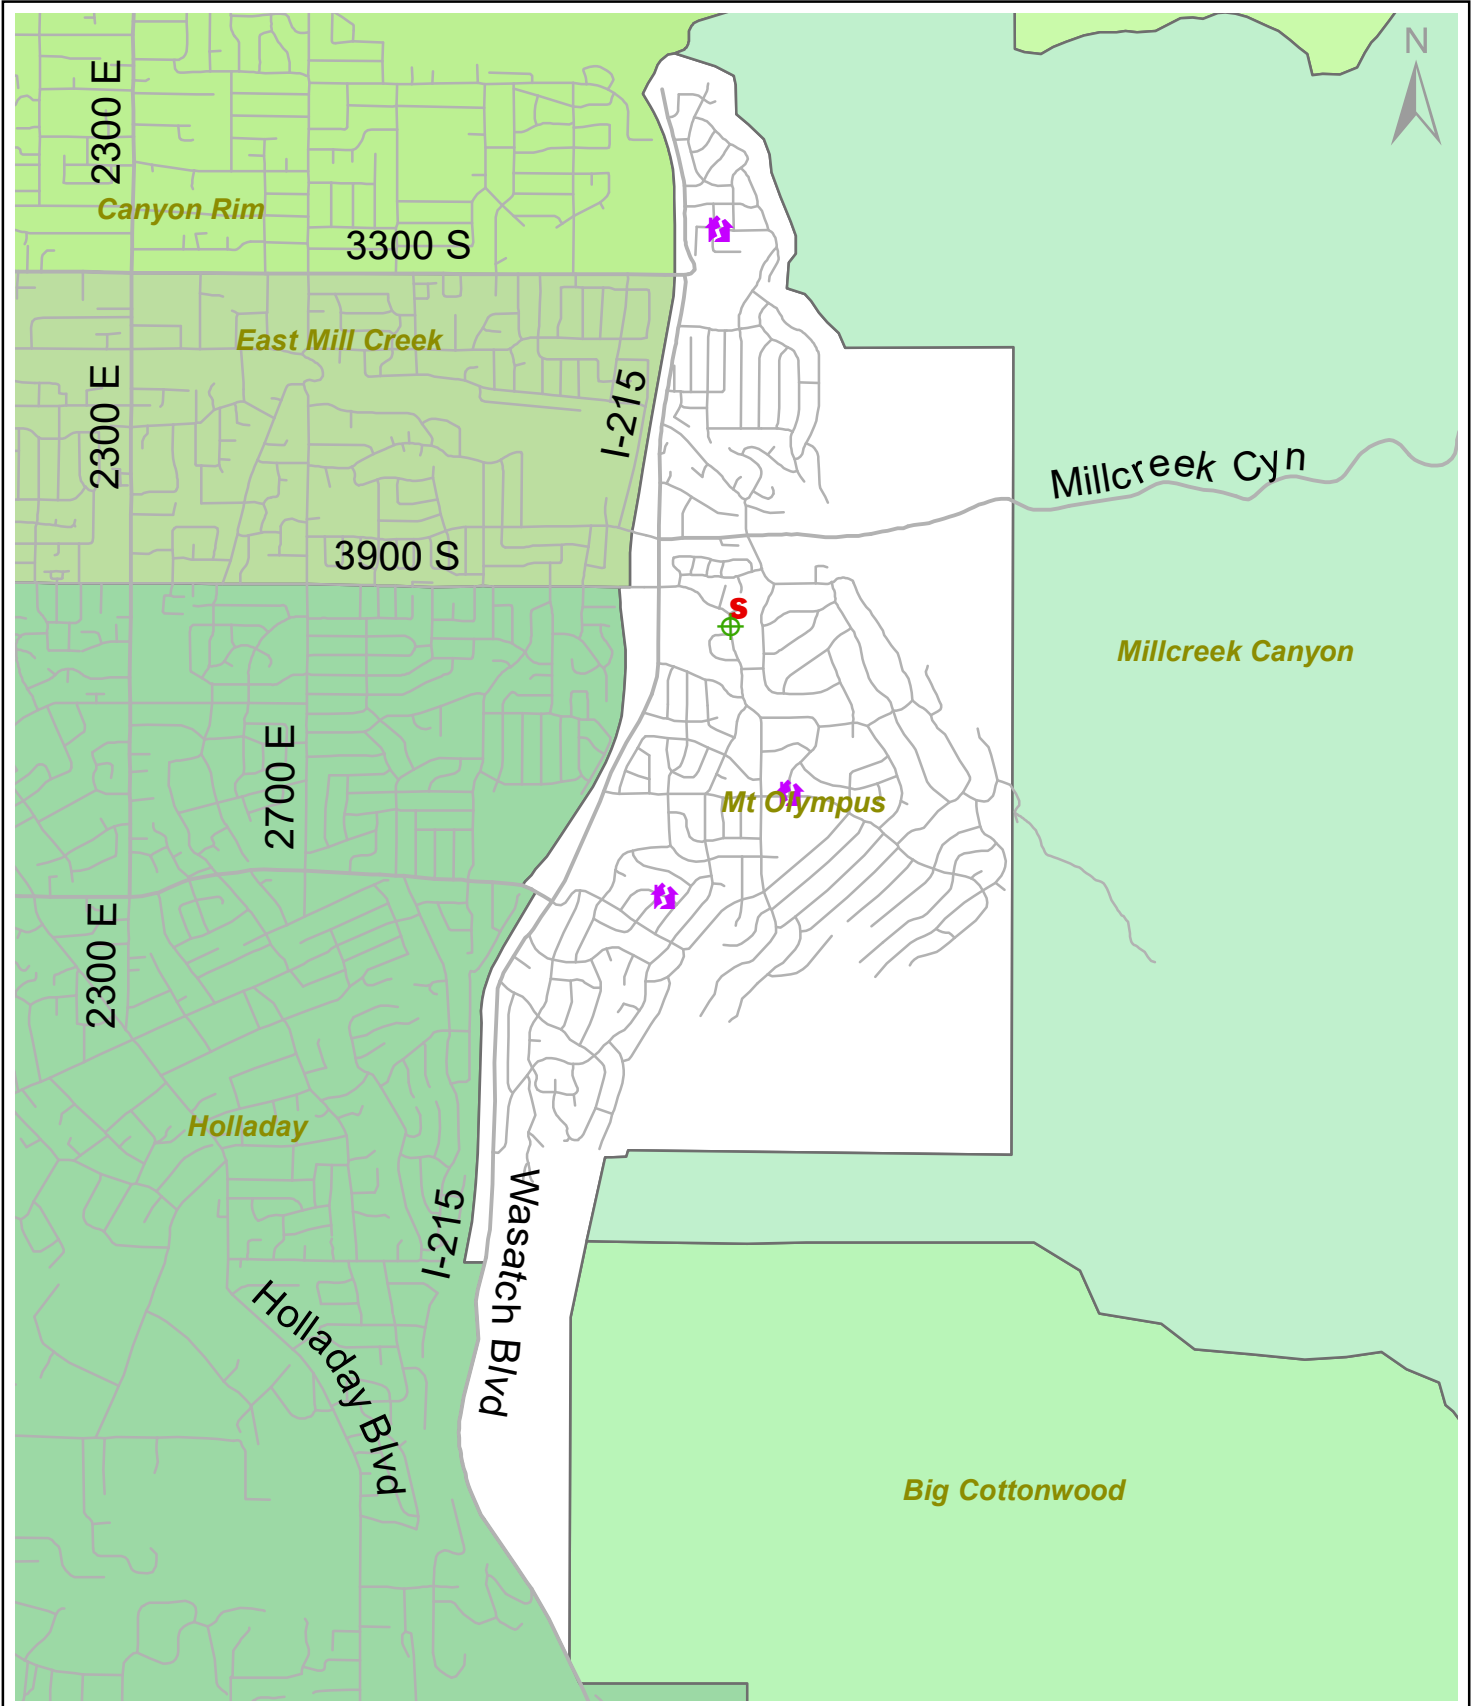 N
2300 E
Canyon Rim
3300 S
East Mill Creek
2300 E
I-215
Millcreek Cyn
3900 S
S
Millcreek Canyon
2700 E
Mt Olympus
2300 E
Holladay
I-215
Wasatch Blvd
Holladay Blvd
Big Cottonwood